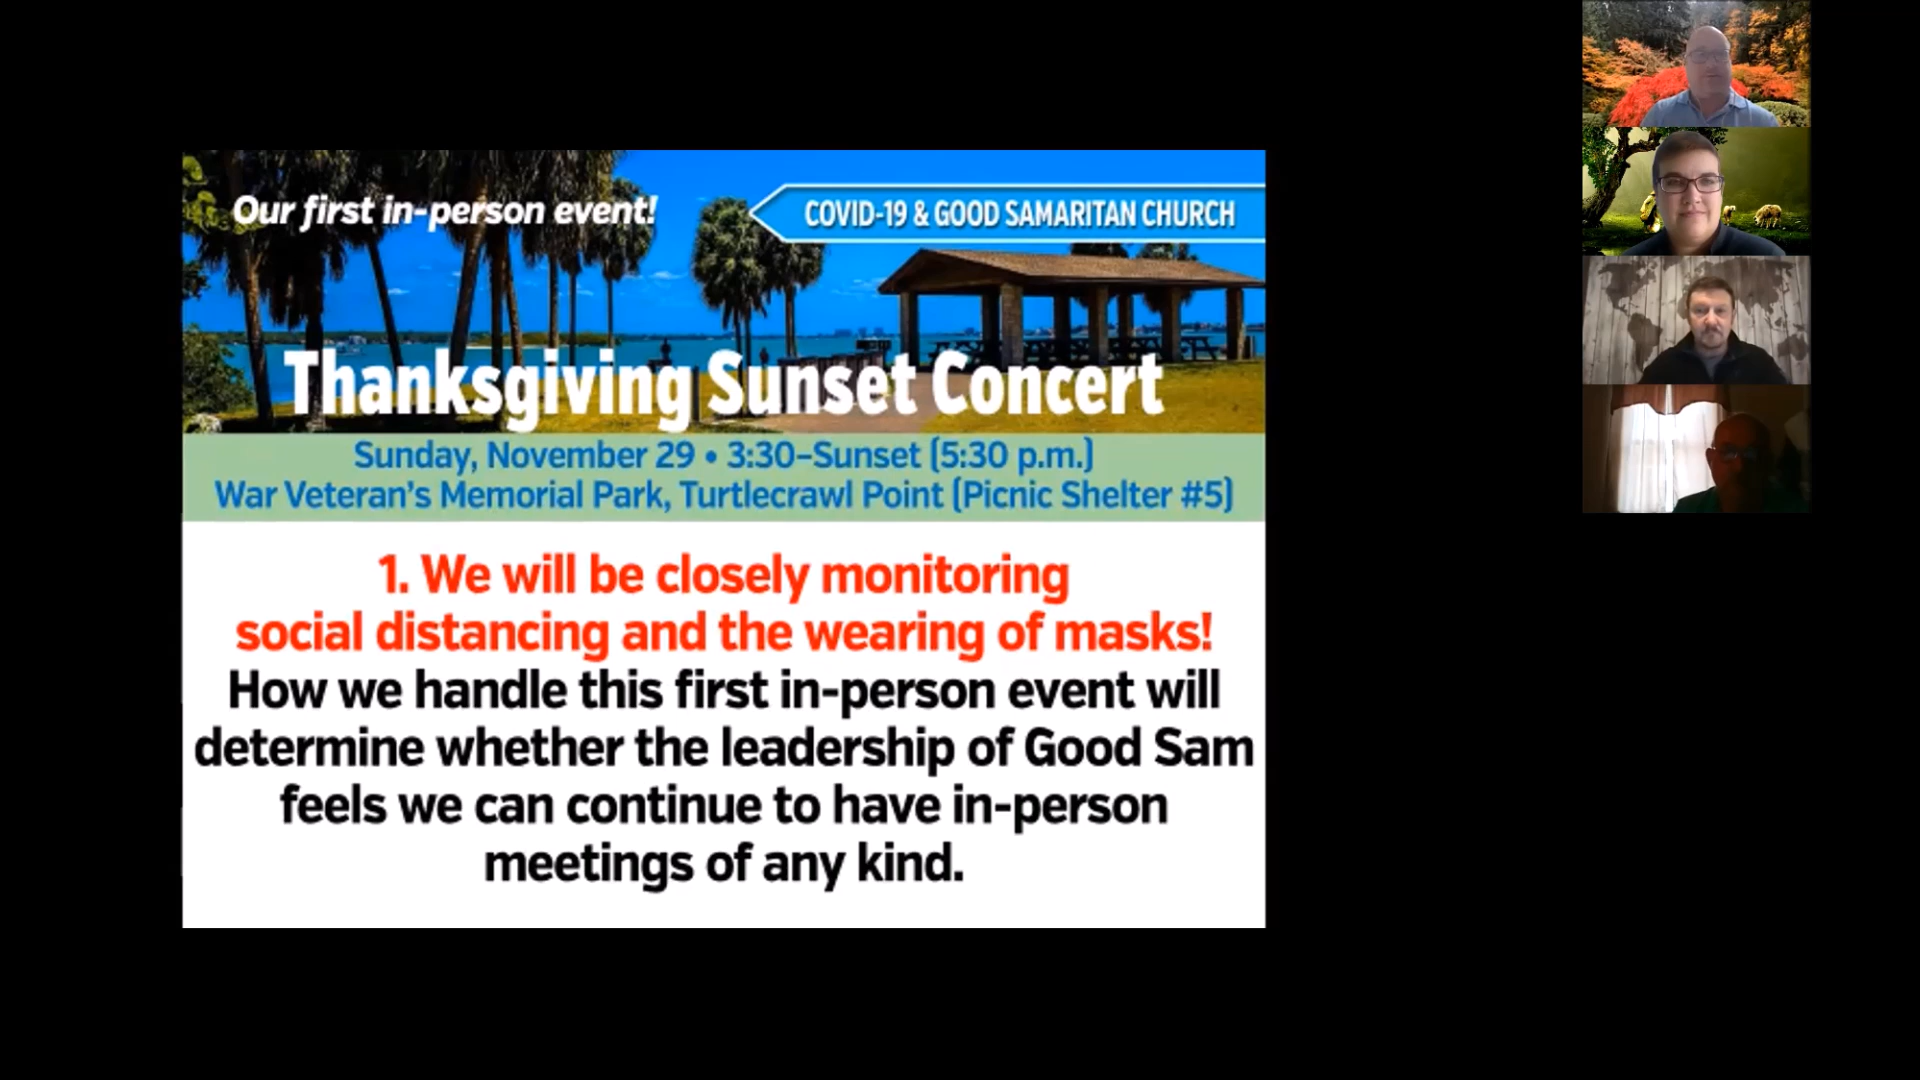 Our first in-person event!
COVID-19 & GOOD SAMARITAN CHURCH
Thanksgiving Sunset Concert
Sunday, November 29 • 3:30–Sunset (5:30 p.m.)
War Veteran's Memorial Park, Turtlecrawl Point (Picnic Shelter #5)
1. We will be closely monitoring
social distancing and the wearing of masks!
How we handle this first in-person event will
determine whether the leadership of Good Sam
feels we can continue to have in-person
meetings of any kind.